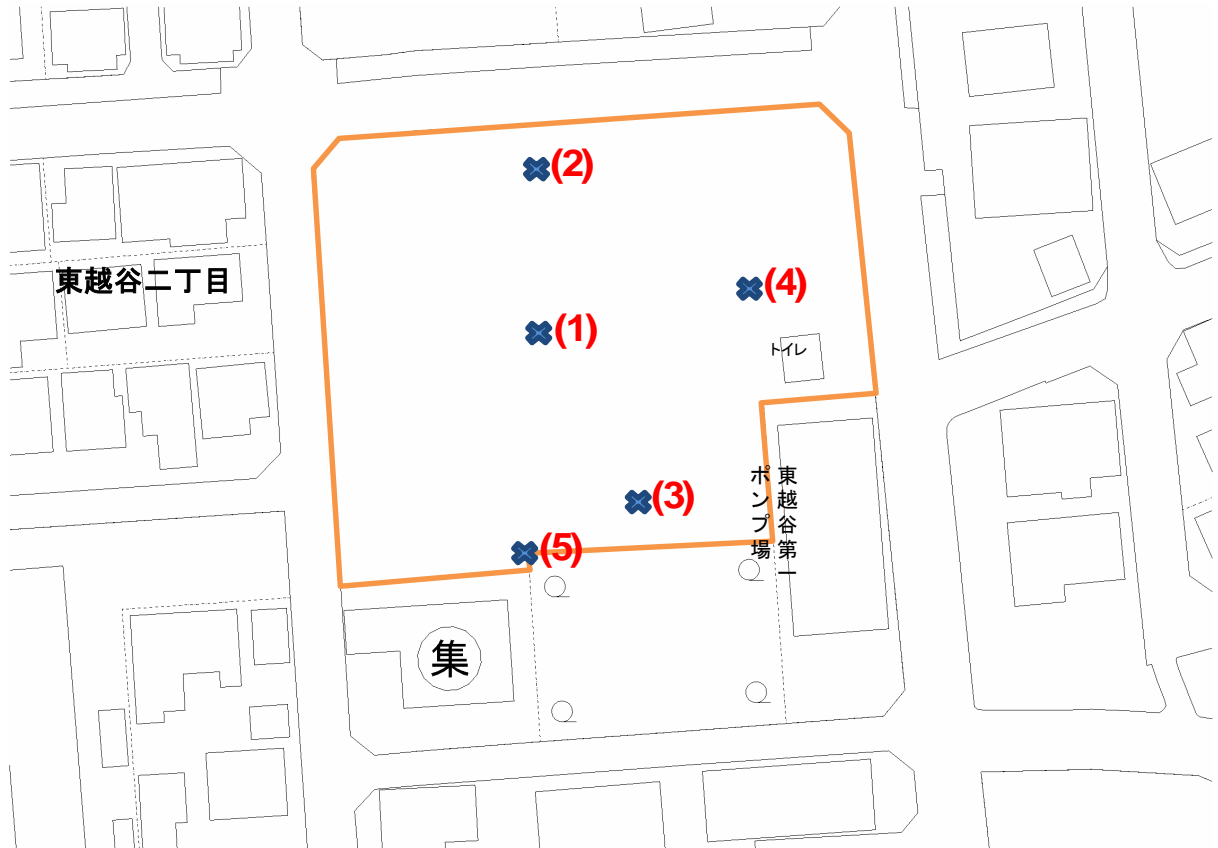 (2)
東越谷二丁目
(4)
(1)
トイレ
(3)
東越谷第一
ポンプ場
(5)
集